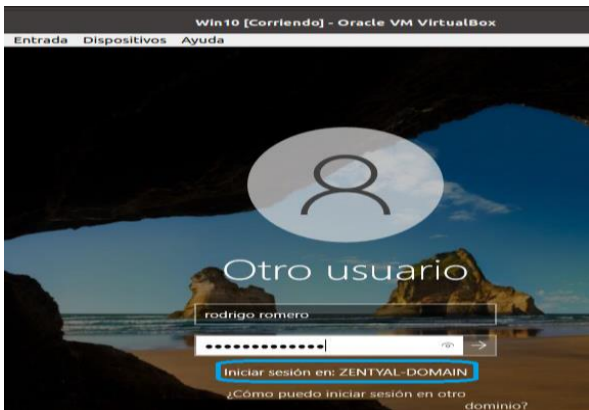 Win10 [Corriendo] - Oracle VM VirtualBox
Entrada Dispositivos Ayuda
Otro usuario
rodrigo romero
Iniciar sesión en: ZENTYAL-DOMAIN
¿Cómo puedo iniciar sesión en otro
dominio?